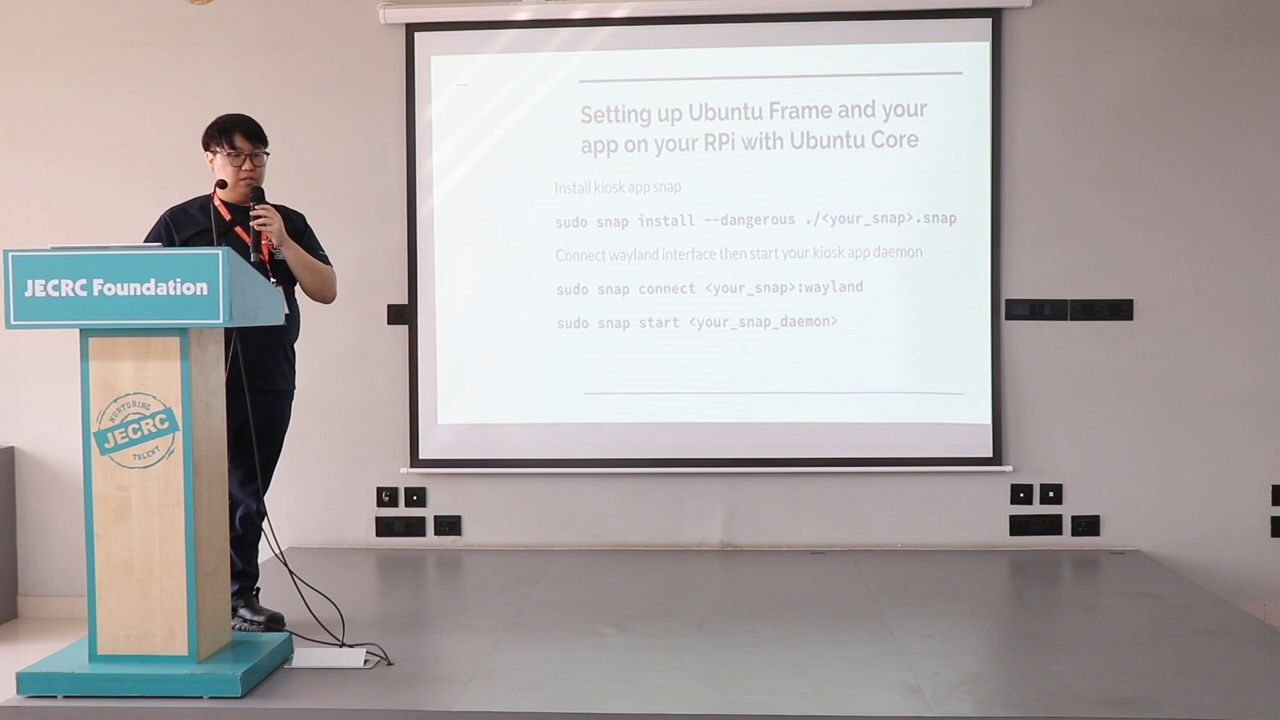 Setting up Ubuntu Frame and your
app on your RPi with Ubuntu Core
Install kiosk app snap
sudo snap install --dangerous ./<your_snap>.snap
Connect wayland interface then start your kiosk app daemon
sudo snap connect <your_snap>:wayland
sudo snap start <your_snap_daemon>
JECRC Foundation
NURTURING
JECRC
TALENT